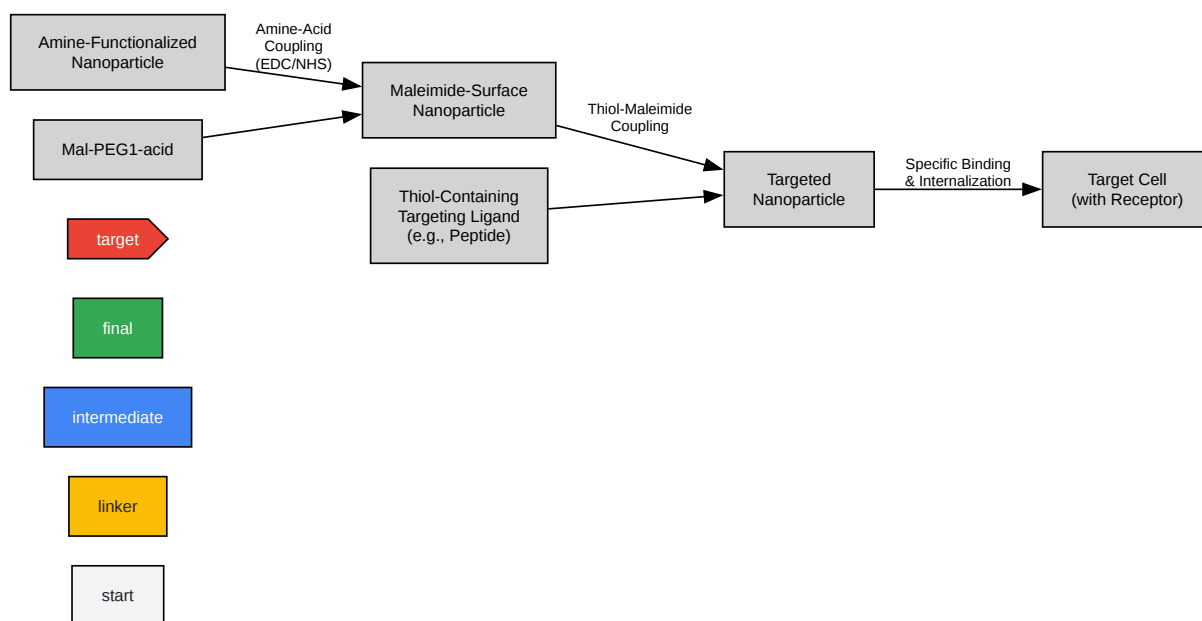 Amine-Functionalized
Nanoparticle
Amine-Acid
Coupling
(EDC/NHS)
Mal-PEG1-acid
Maleimide-Surface
Nanoparticle
Thiol-Maleimide
Coupling
Thiol-Containing
Targeting Ligand
(e.g., Peptide)
Targeted
Nanoparticle
Specific Binding
& Internalization
Target Cell
(with Receptor)
target
final
intermediate
linker
start